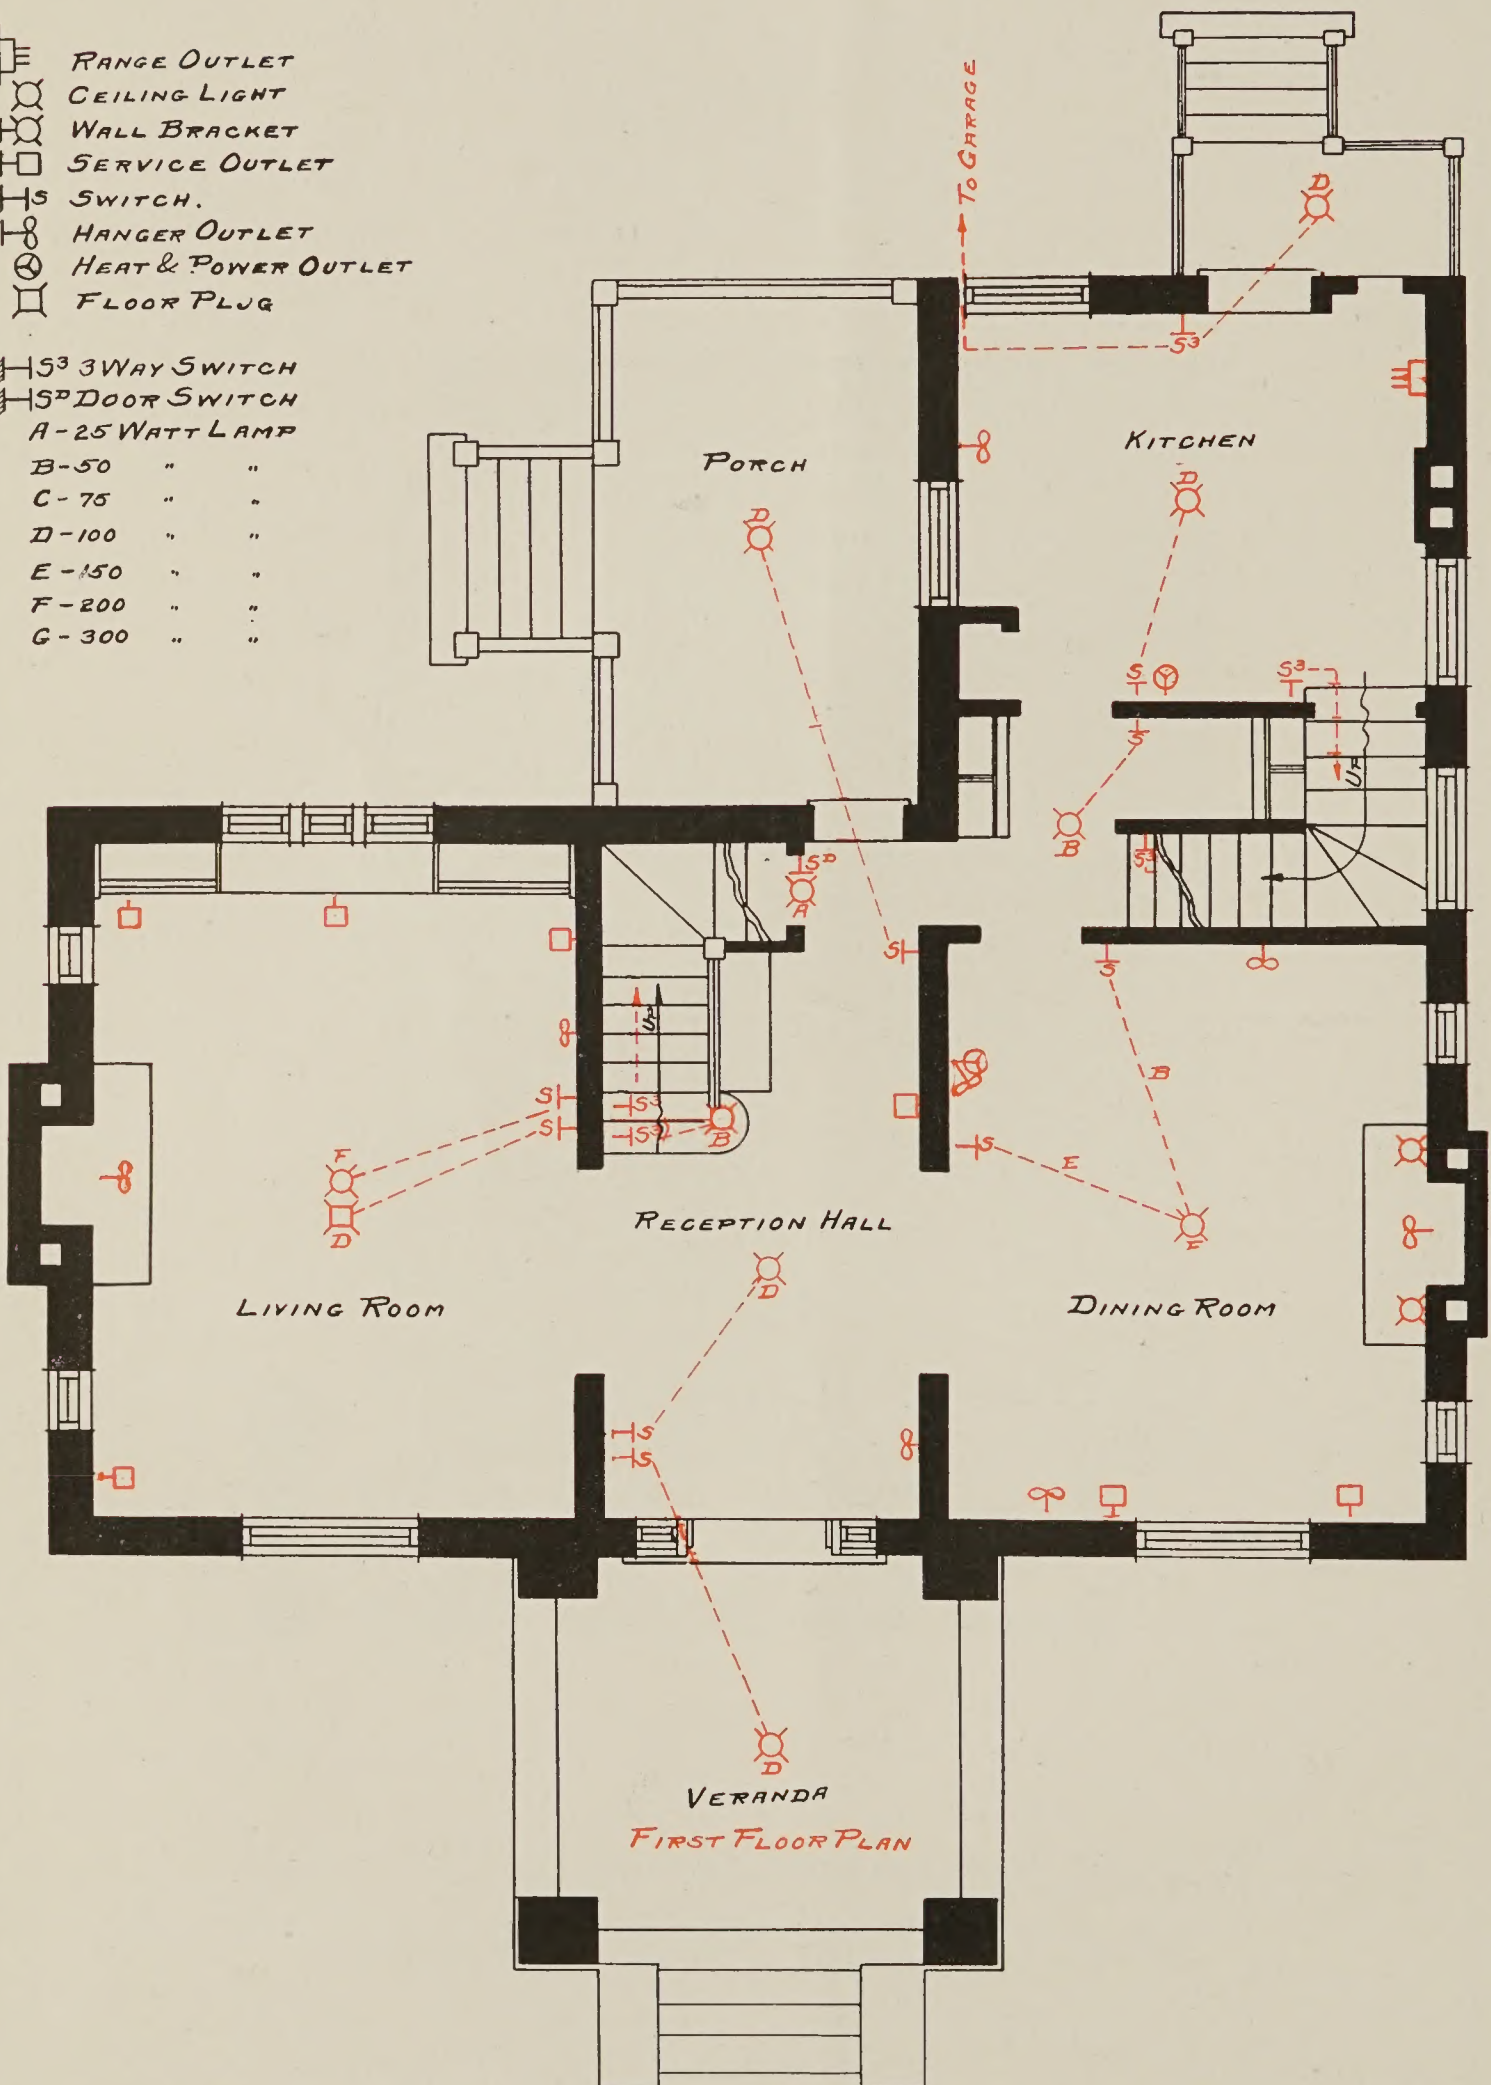 RANGE OUTLET
CEILING LIGHT
WALL BRACKET
SERVICE OUTLET
S SWITCH.
HANGER OUTLET
HEAT & POWER OUTLET
FLOOR PLUG
S³ 3 WAY SWITCH
Sᴰ DOOR SWITCH
A - 25 WATT LAMP
B - 50 " "
C - 75 " "
D - 100 " "
E - 150 " "
F - 200 " "
G - 300 " "
TO GARAGE
D
S³
KITCHEN
PORCH
D
D
S
S³
S
UP
B
S³
Sᴰ
A
S
S
UP
B
S
S³
S
S³
B
S
E
F
D
E
RECEPTION HALL
D
LIVING ROOM
DINING ROOM
S
S
D
VERANDA
FIRST FLOOR PLAN